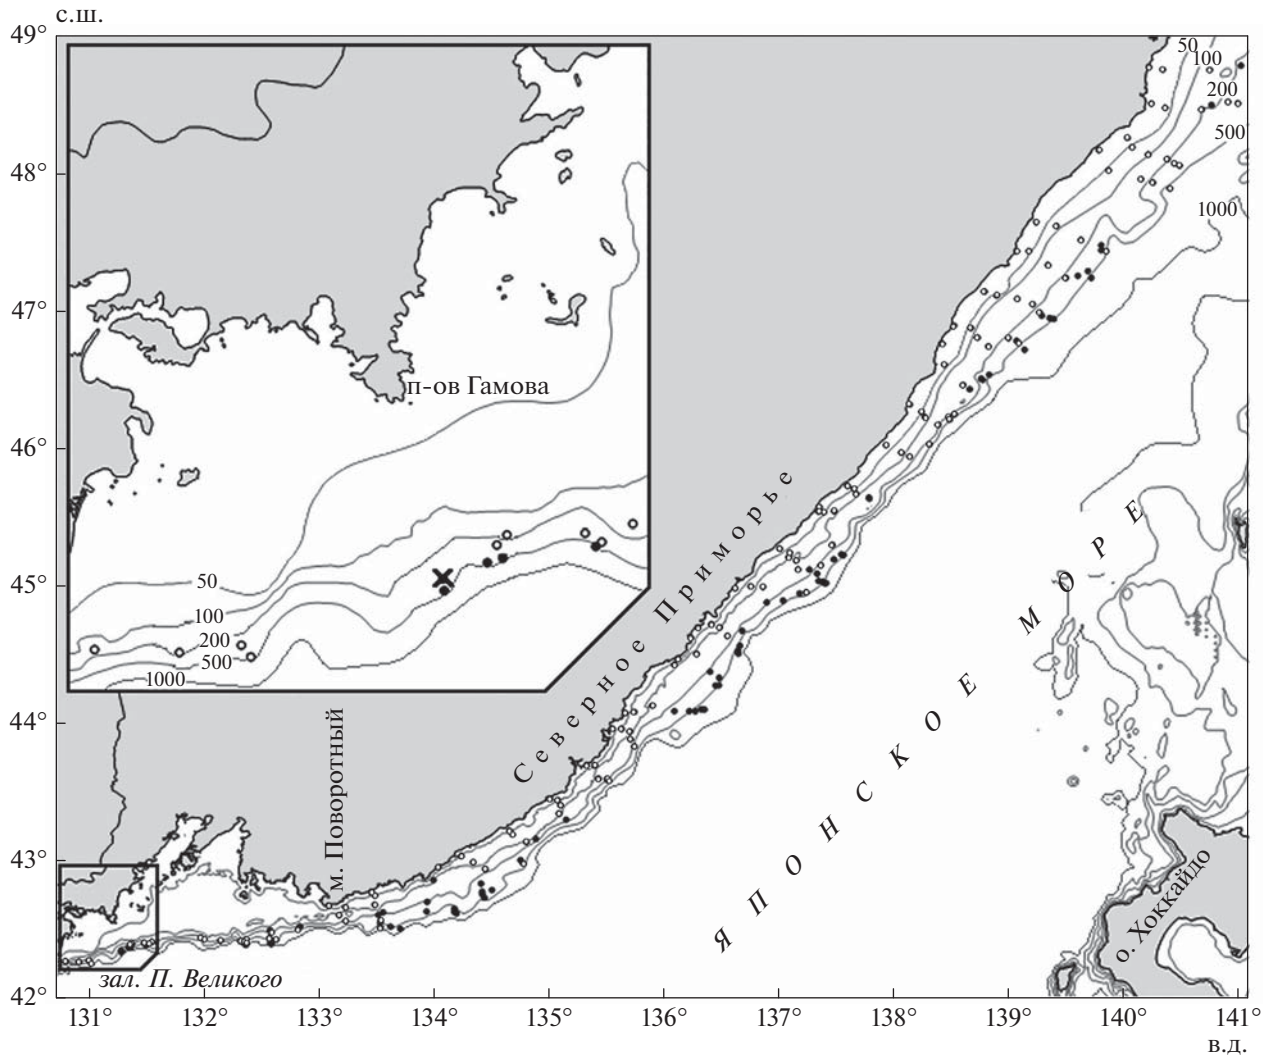 с.ш.
49°
48°
47°
46°
45°
44°
43°
42°
50
100
200
500
1000
п-ов Гамова
50
100
200
500
1000
Северное Приморье
ЯПОНСКОЕ МОРЕ
м. Поворотный
о. Хоккайдо
зал. П. Великого
131° 132° 133° 134° 135° 136° 137° 138° 139° 140° 141°
в.д.